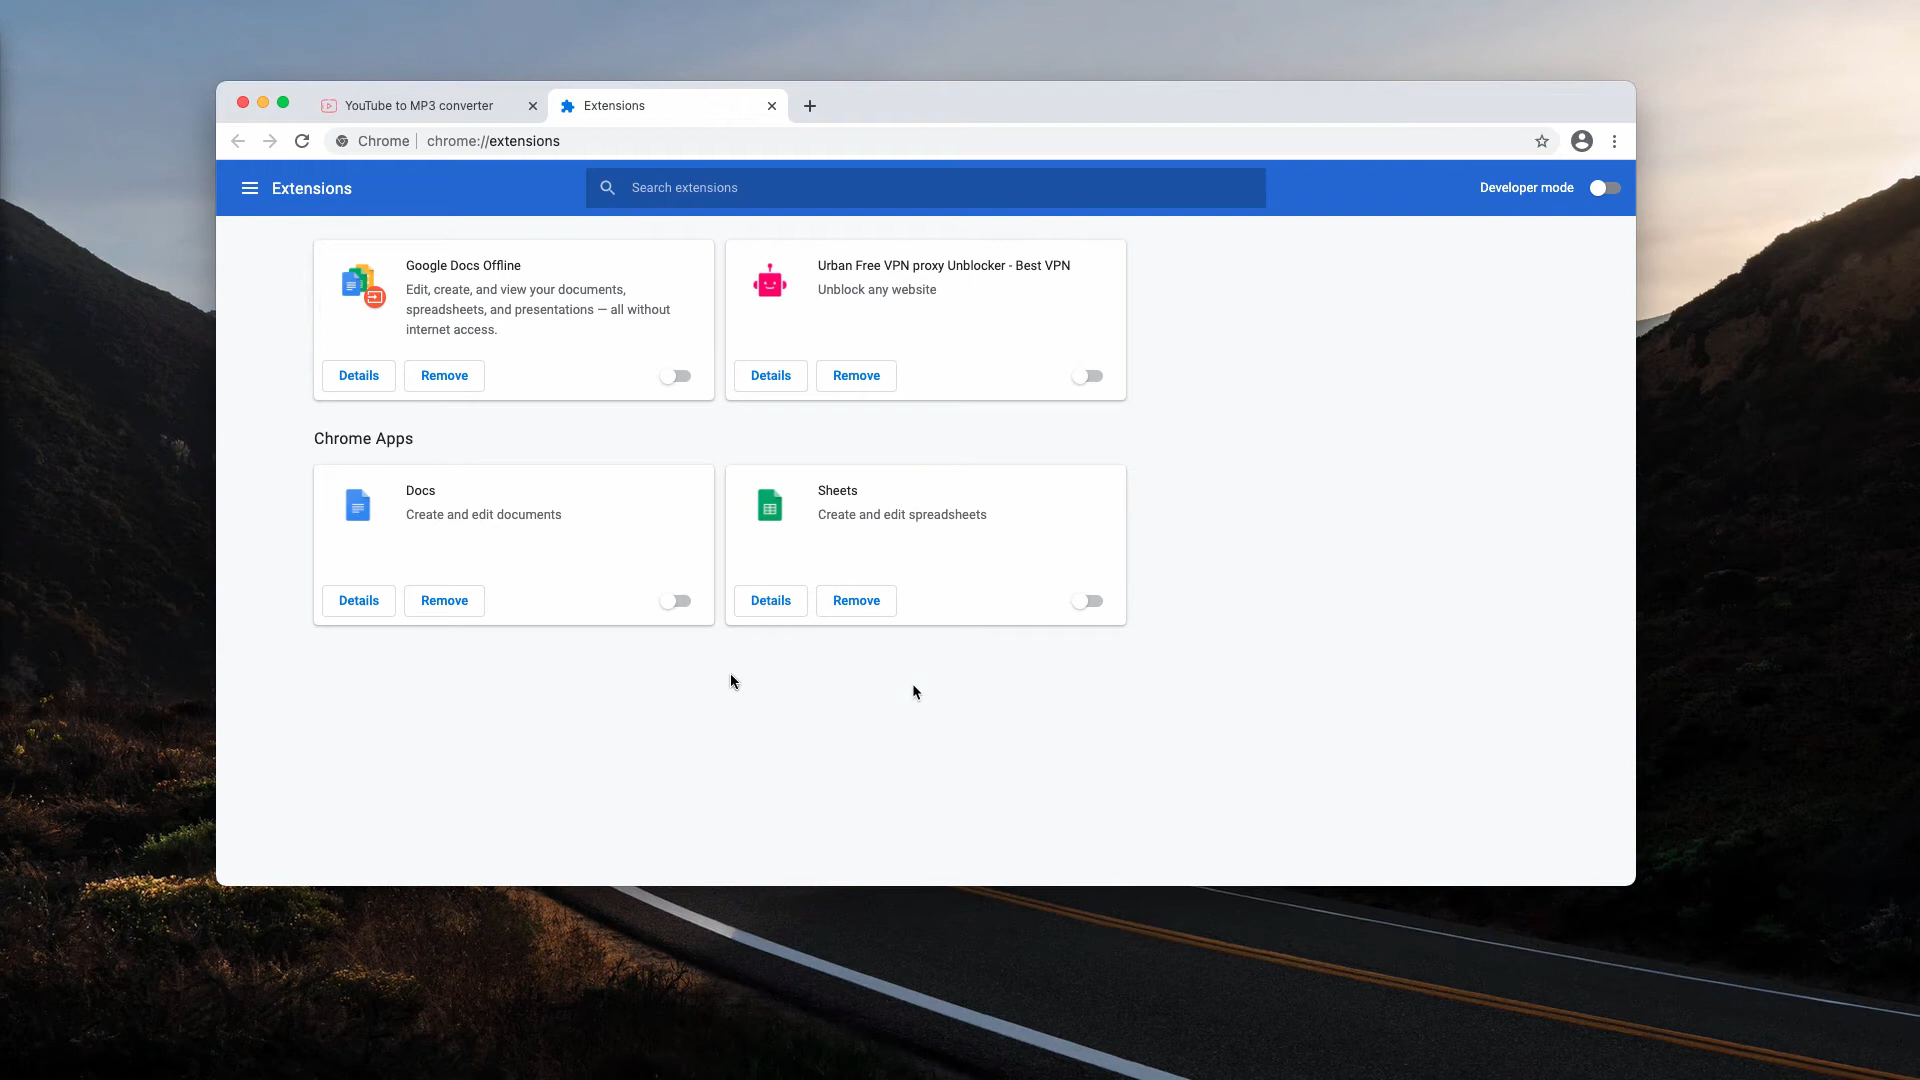 YouTube to MP3 converter
Extensions
Chrome
chrome://extensions
Extensions
Search extensions
Developer mode
Google Docs Offline
Edit, create, and view your documents,
spreadsheets, and presentations — all without
internet access.
Details
Remove
Urban Free VPN proxy Unblocker - Best VPN
Unblock any website
Details
Remove
Chrome Apps
Docs
Create and edit documents
Details
Remove
Sheets
Create and edit spreadsheets
Details
Remove